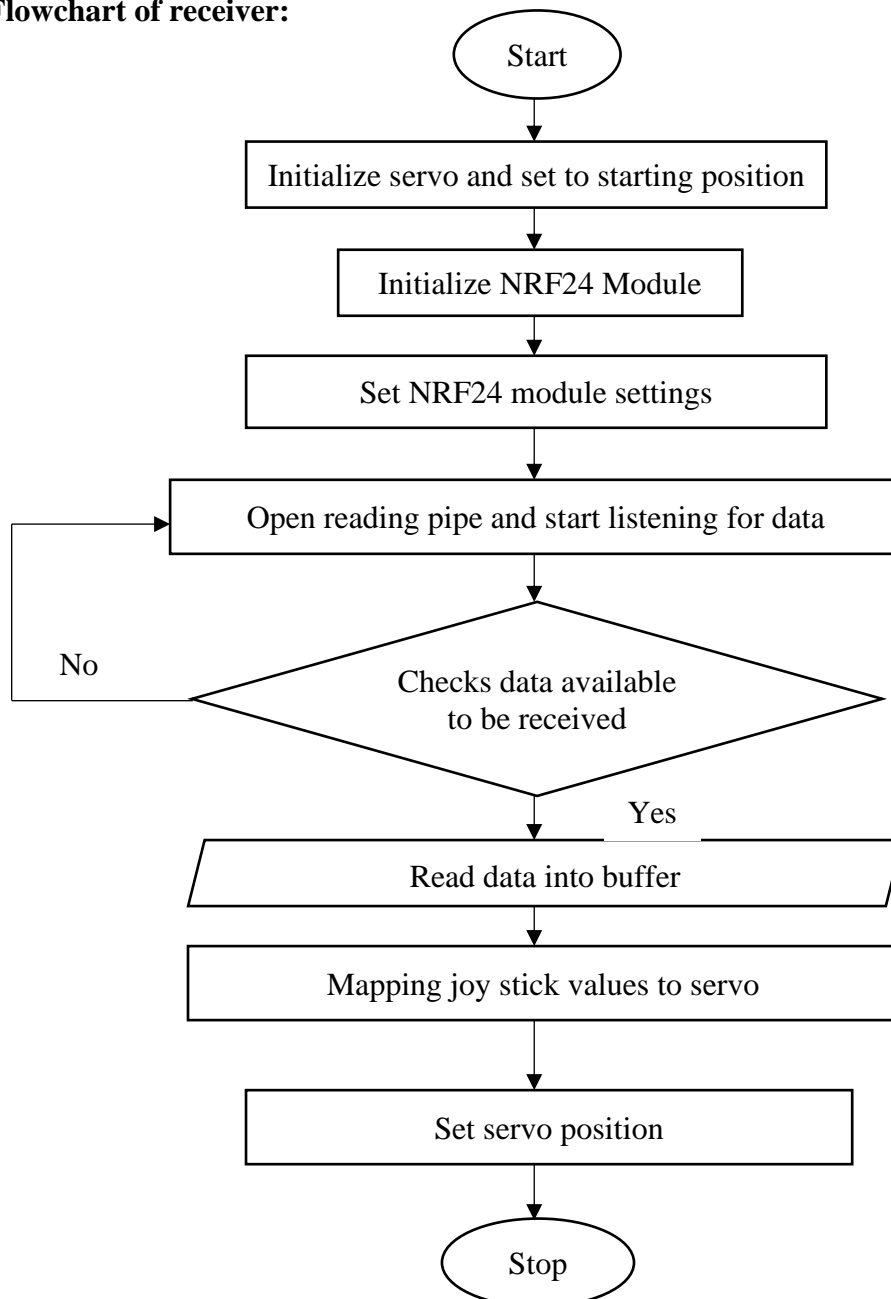 Flowchart of receiver:
Start
Initialize servo and set to starting position
Initialize NRF24 Module
Set NRF24 module settings
Open reading pipe and start listening for data
No
Checks data available
to be received
Yes
Read data into buffer
Mapping joy stick values to servo
Set servo position
Stop